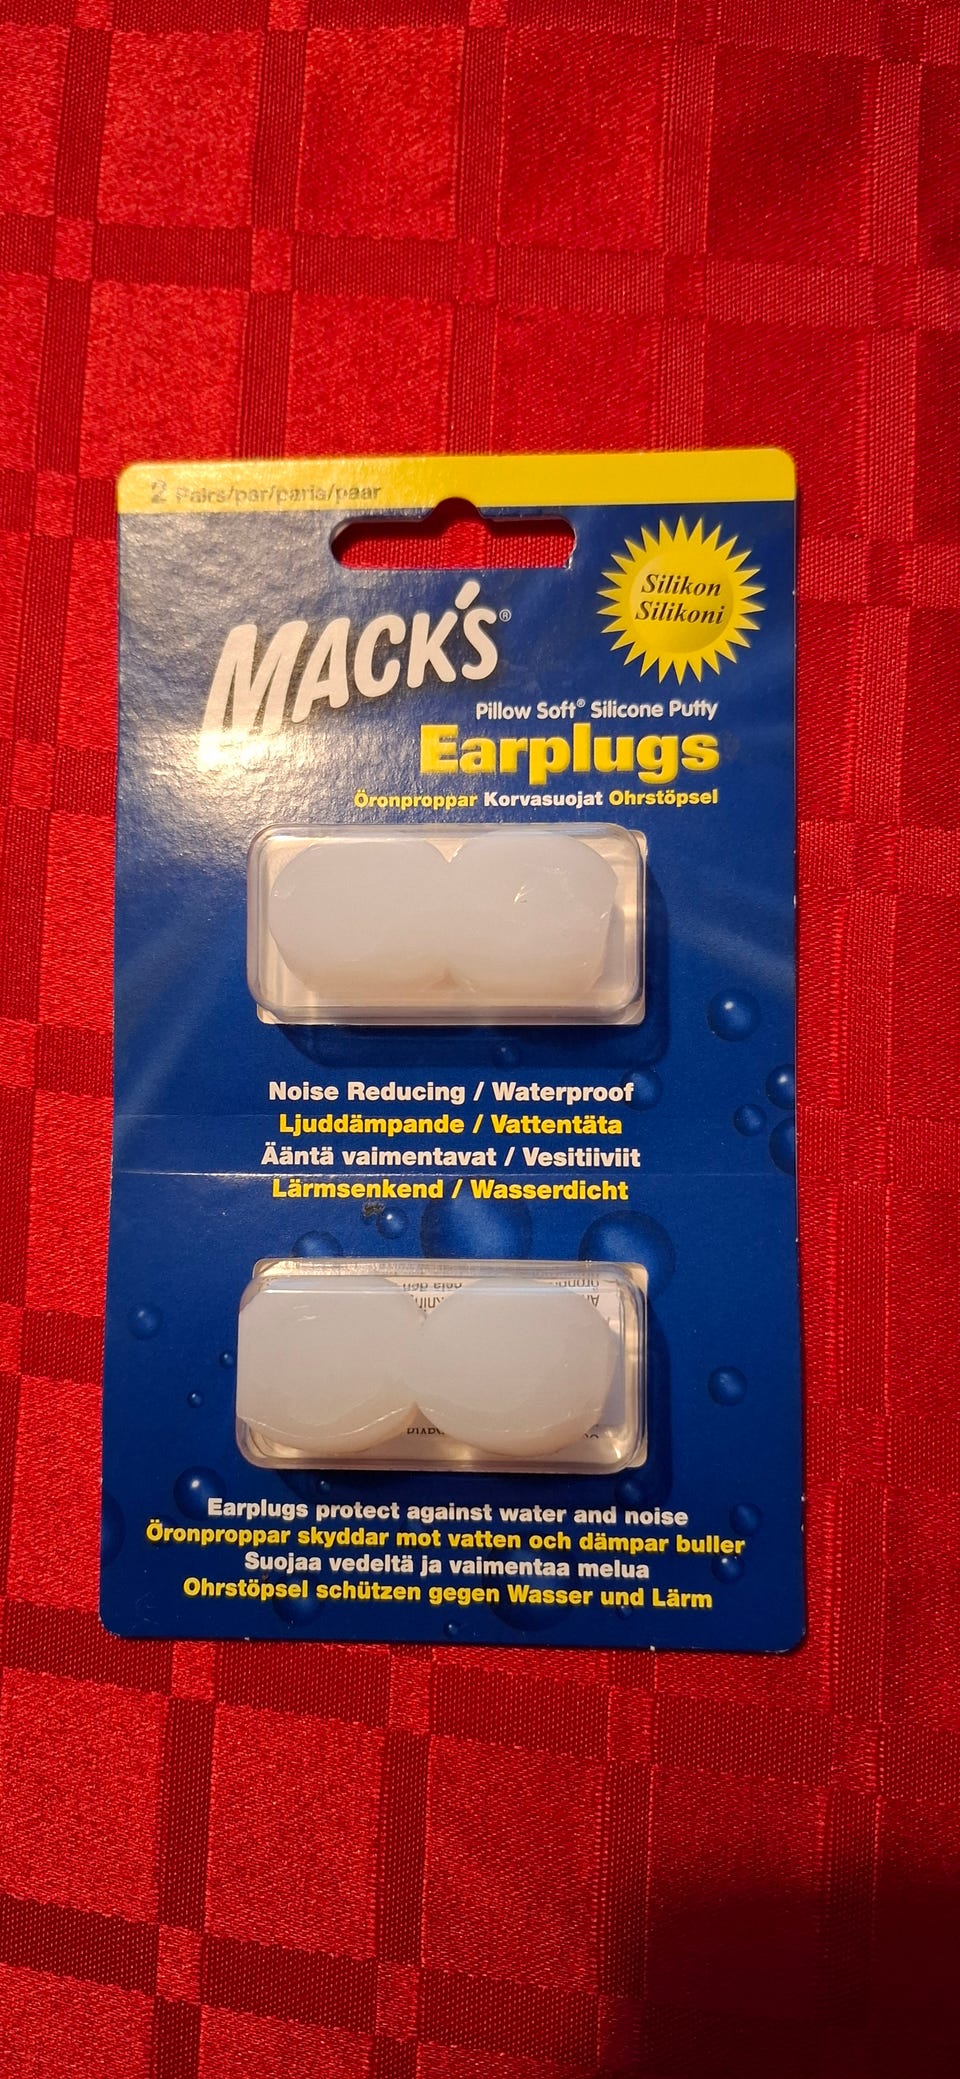 2 Pairs/par/paria/paar
MACK'S®
Silikon
Silikoni
Pillow Soft® Silicone Putty
Earplugs
Öronproppar Korvasuojat Ohrstöpsel
Noise Reducing / Waterproof
Ljuddämpande / Vattentäta
Ääntä vaimentavat / Vesitiiviit
Lärmsenkend / Wasserdicht
Earplugs protect against water and noise
Öronproppar skyddar mot vatten och dämpar buller
Suojaa vedeltä ja vaimentaa melua
Ohrstöpsel schützen gegen Wasser und Lärm